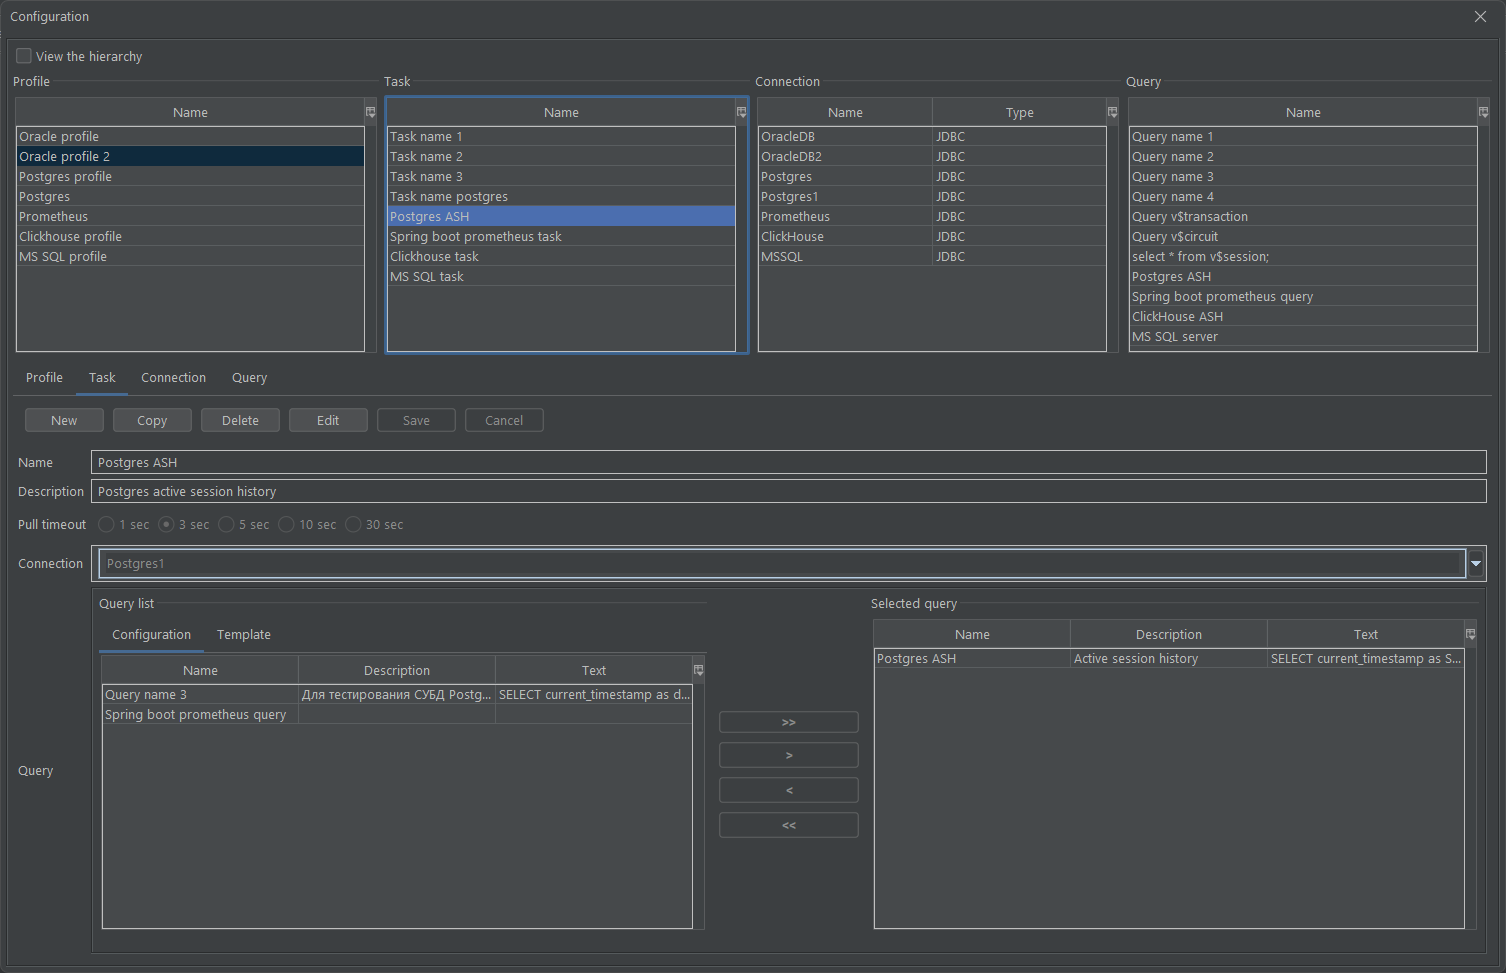 Configuration
View the hierarchy
Profile Task Connection Query
Name Name Name Type Name
Oracle profile Task name 1 OracleDB JDBC Query name 1
Oracle profile 2 Task name 2 OracleDB2 JDBC Query name 2
Postgres profile Task name 3 Postgres JDBC Query name 3
Postgres Task name postgres Postgres1 JDBC Query name 4
Prometheus Postgres ASH Prometheus JDBC Query v$transaction
Clickhouse profile Spring boot prometheus task ClickHouse JDBC Query v$circuit
MS SQL profile Clickhouse task MSSQL JDBC select * from v$session;
MS SQL task Postgres ASH
Spring boot prometheus query
ClickHouse ASH
MS SQL server
Profile Task Connection Query
New Copy Delete Edit Save Cancel
Name Postgres ASH
Description Postgres active session history
Pull timeout 1 sec 3 sec 5 sec 10 sec 30 sec
Connection Postgres1
Query list Selected query
Configuration Template Name Description Text
Postgres ASH Active session history SELECT current_timestamp as S...
Name Description Text
Query name 3 Для тестирования СУБД Postg... SELECT current_timestamp as d...
Spring boot prometheus query
>>
>
Query
<
<<